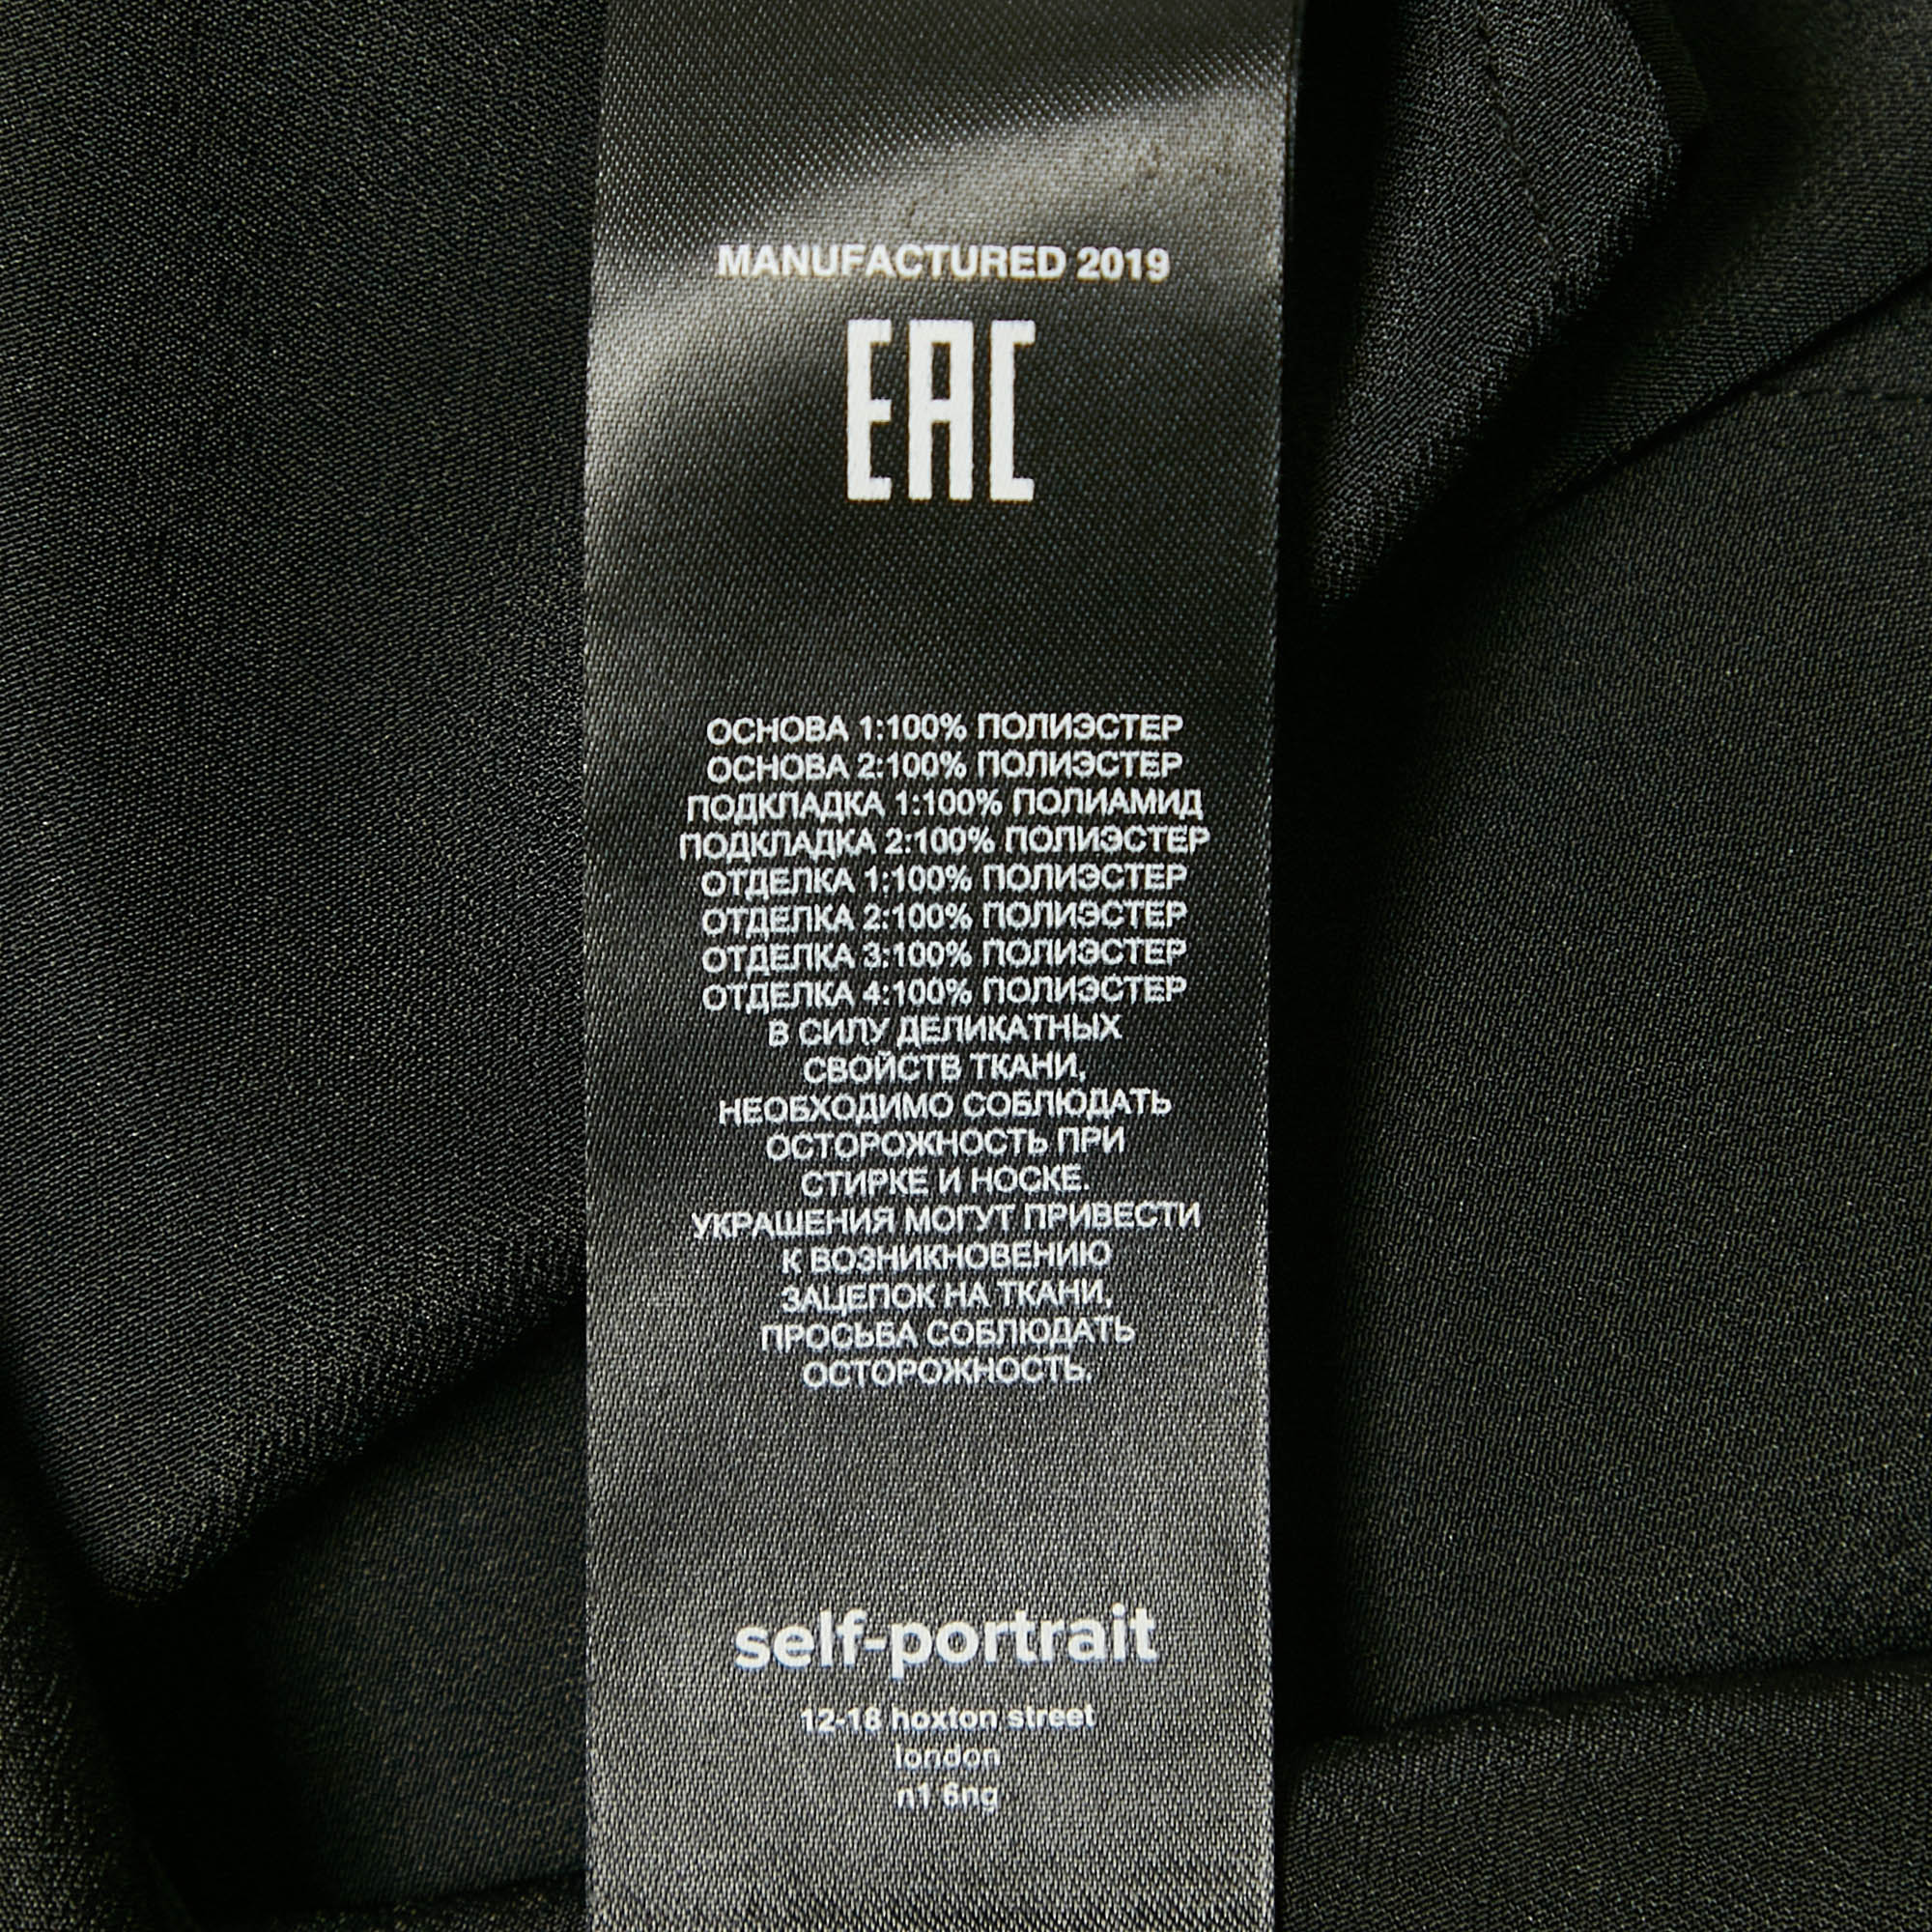 MANUFACTURED 2019
EAC
ОСНОВА 1:100% ПОЛИЭСТЕР
ОСНОВА 2:100% ПОЛИЭСТЕР
ПОДКЛАДКА 1:100% ПОЛИАМИД
ПОДКЛАДКА 2:100% ПОЛИЭСТЕР
ОТДЕЛКА 1:100% ПОЛИЭСТЕР
ОТДЕЛКА 2:100% ПОЛИЭСТЕР
ОТДЕЛКА 3:100% ПОЛИЭСТЕР
ОТДЕЛКА 4:100% ПОЛИЭСТЕР
В СИЛУ ДЕЛИКАТНЫХ
СВОЙСТВ ТКАНИ,
НЕОБХОДИМО СОБЛЮДАТЬ
ОСТОРОЖНОСТЬ ПРИ
СТИРКЕ И НОСКЕ.
УКРАШЕНИЯ МОГУТ ПРИВЕСТИ
К ВОЗНИКНОВЕНИЮ
ЗАЦЕПОК НА ТКАНИ,
ПРОСЬБА СОБЛЮДАТЬ
ОСТОРОЖНОСТЬ.
self-portrait
12-18 hoxton street
london
n1 6ng